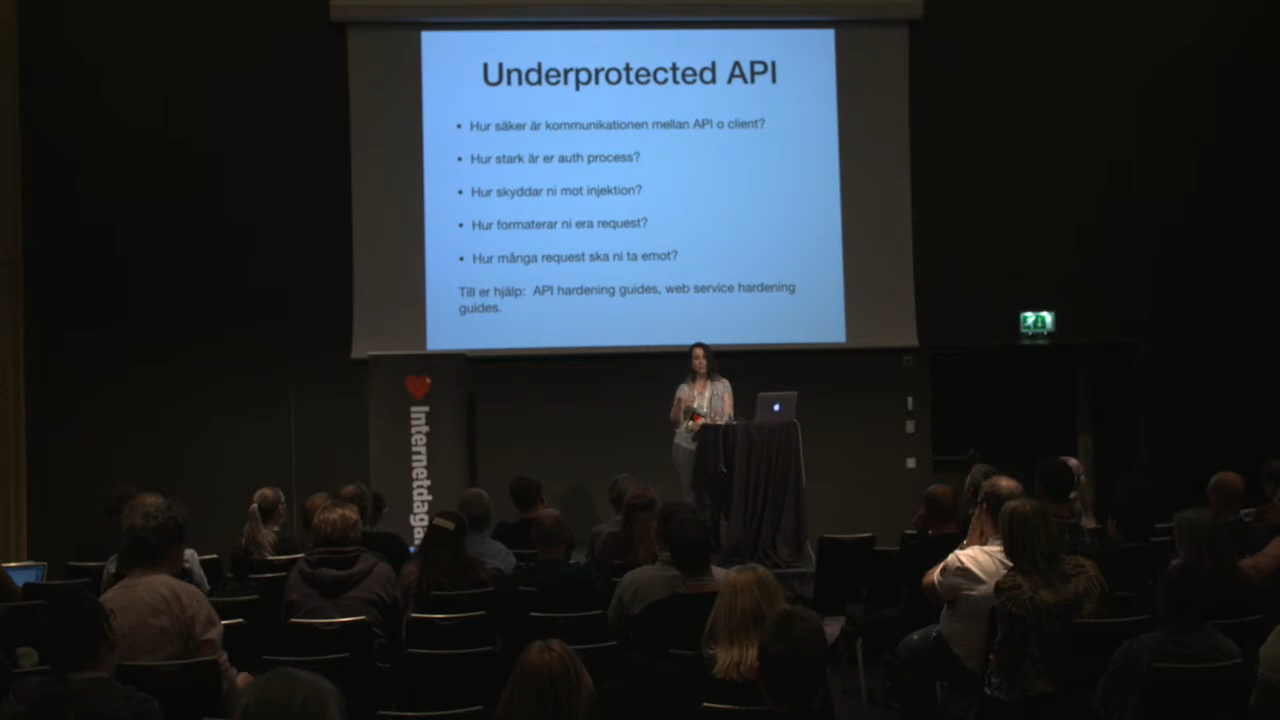 Underprotected API
• Hur säker är kommunikationen mellan API o client?
• Hur stark är er auth process?
• Hur skyddar ni mot injektion?
• Hur formaterar ni era request?
• Hur många request ska ni ta emot?
Till er hjälp: API hardening guides, web service hardening
guides.
Internetdaga